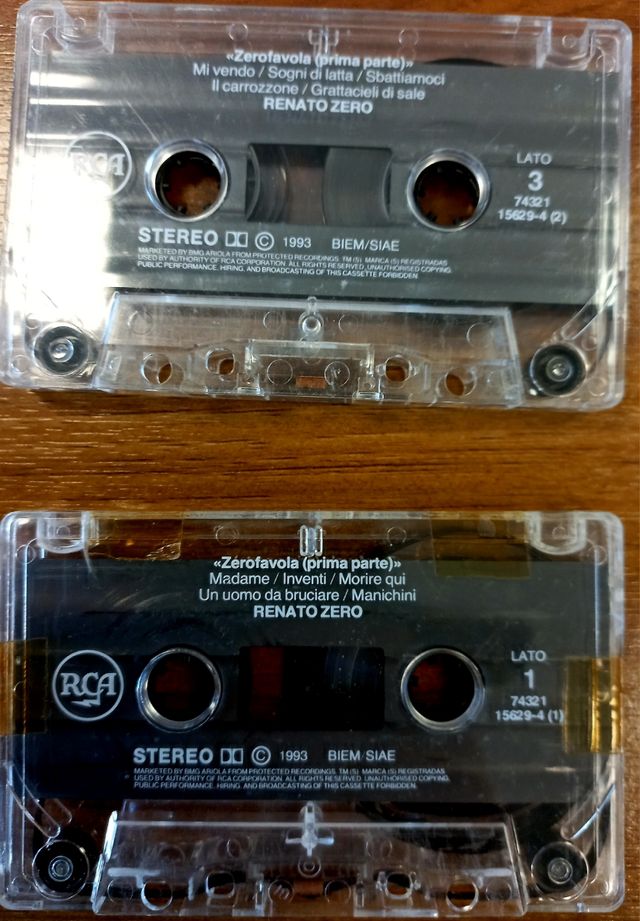 «Zerofavola (prima parte)»
Mi vendo / Sogni di latta / Sbattiamoci
Il carrozzone / Grattacieli di sale
RENATO ZERO
RCA
LATO
3
74321
15629-4 (2)
STEREO © 1993 BIEM/SIAE
MARKETED BY BMG ARIOLA FROM PROTECTED RECORDINGS. TM (S) MARCA (S) REGISTRADAS
USED BY AUTHORITY OF RCA CORPORATION. ALL RIGHTS RESERVED. UNAUTHORISED COPYING,
PUBLIC PERFORMANCE, HIRING, AND BROADCASTING OF THIS CASSETTE FORBIDDEN
«Zerofavola (prima parte)»
Madame / Inventi / Morire qui
Un uomo da bruciare / Manichini
RENATO ZERO
RCA
LATO
1
74321
15629-4 (1)
STEREO © 1993 BIEM/SIAE
MARKETED BY BMG ARIOLA FROM PROTECTED RECORDINGS. TM (S) MARCA (S) REGISTRADAS
USED BY AUTHORITY OF RCA CORPORATION. ALL RIGHTS RESERVED. UNAUTHORISED COPYING,
PUBLIC PERFORMANCE, HIRING, AND BROADCASTING OF THIS CASSETTE FORBIDDEN.